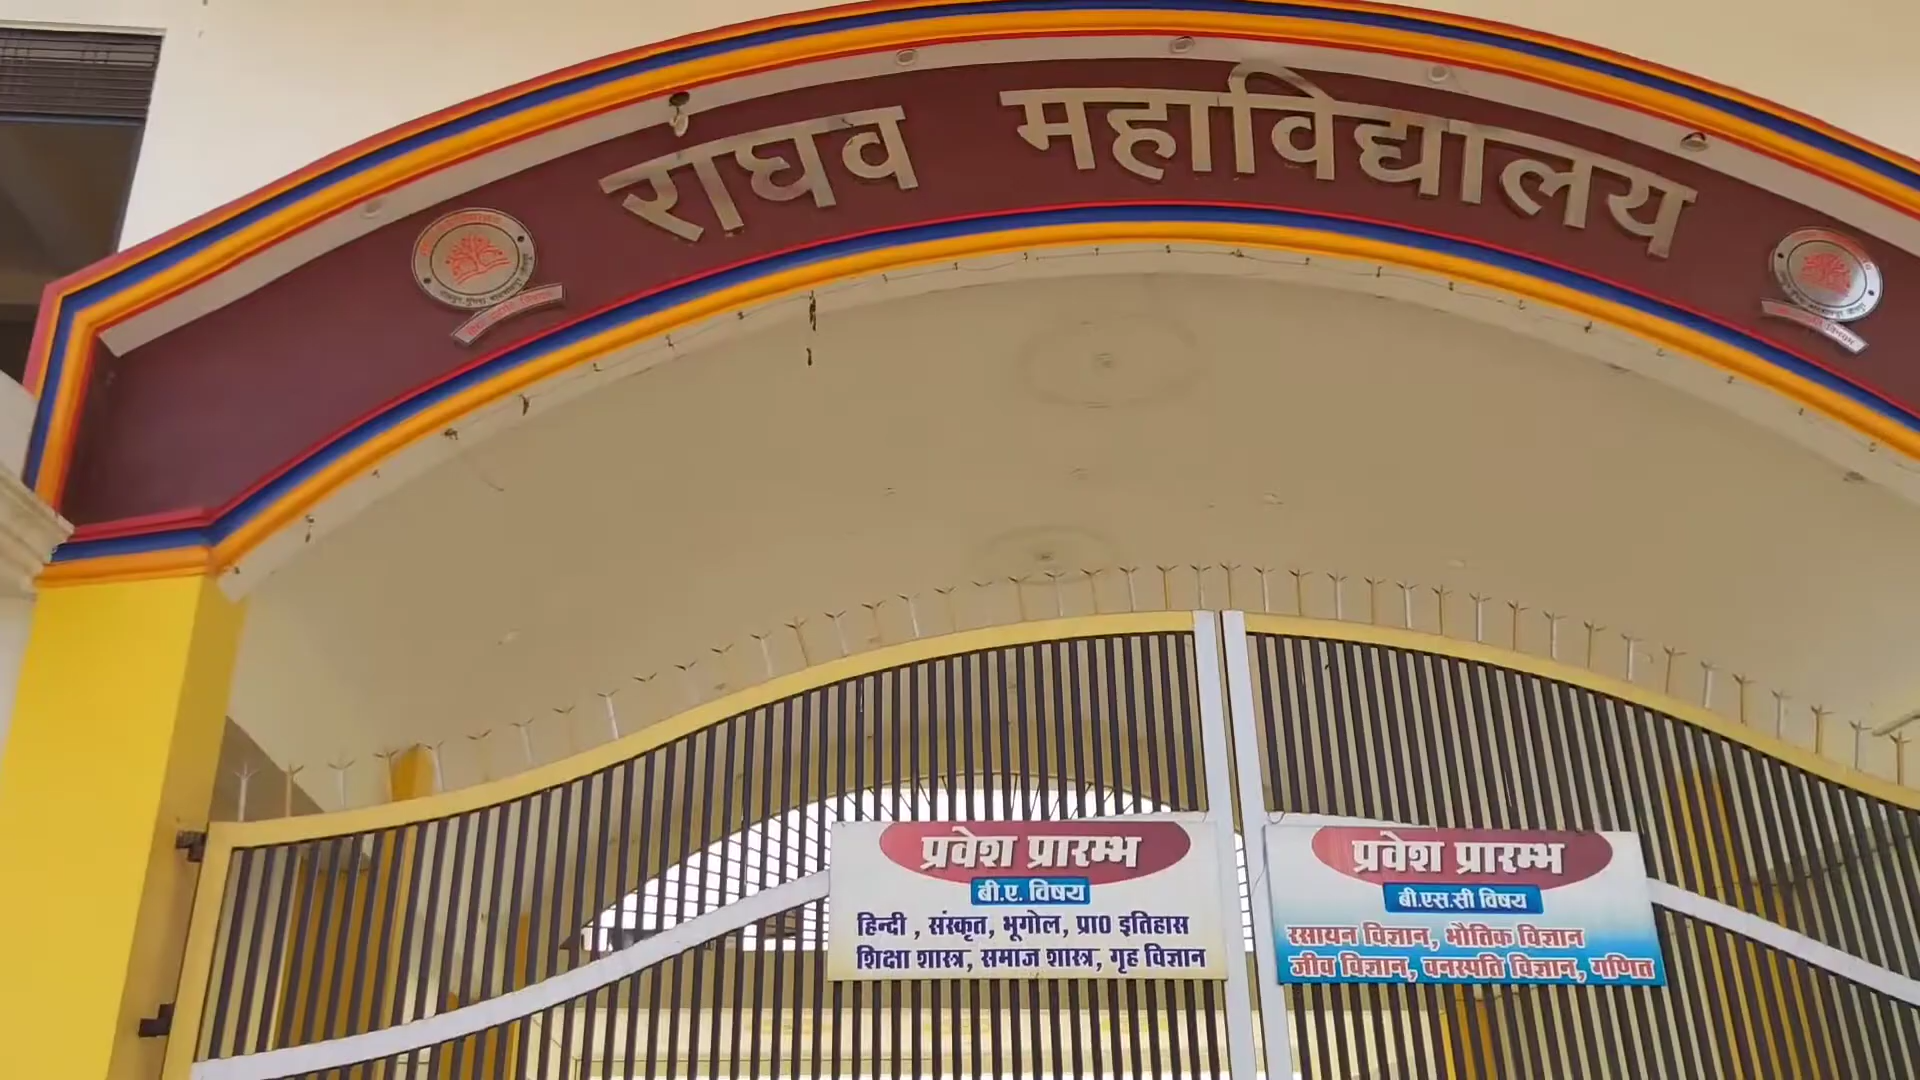 राघव महाविद्यालय
प्रवेश प्रारम्भ
बी.ए. विषय
हिन्दी , संस्कृत, भूगोल, प्रा० इतिहास
शिक्षा शास्त्र, समाज शास्त्र, गृह विज्ञान
प्रवेश प्रारम्भ
बी.एस.सी विषय
रसायन विज्ञान, भौतिक विज्ञान
जीव विज्ञान, वनस्पति विज्ञान, गणित